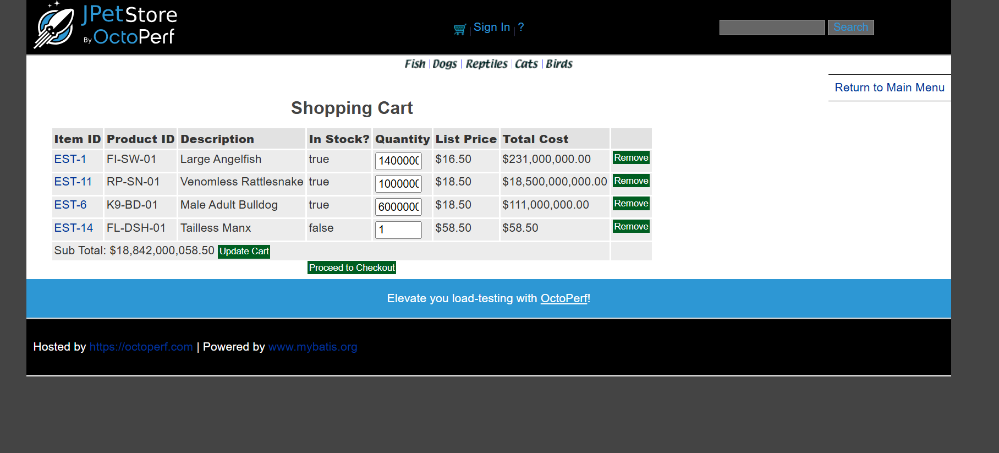 JPetStore
By OctoPerf
Sign In | ?
Search
Fish | Dogs | Reptiles | Cats | Birds
Return to Main Menu
Shopping Cart
Item ID Product ID Description In Stock? Quantity List Price Total Cost
EST-1 FI-SW-01 Large Angelfish true 1400000 $16.50 $231,000,000.00 Remove
EST-11 RP-SN-01 Venomless Rattlesnake true 1000000 $18.50 $18,500,000,000.00 Remove
EST-6 K9-BD-01 Male Adult Bulldog true 6000000 $18.50 $111,000,000.00 Remove
EST-14 FL-DSH-01 Tailless Manx false 1 $58.50 $58.50 Remove
Sub Total: $18,842,000,058.50 Update Cart
Proceed to Checkout
Elevate you load-testing with OctoPerf!
Hosted by https://octoperf.com | Powered by www.mybatis.org